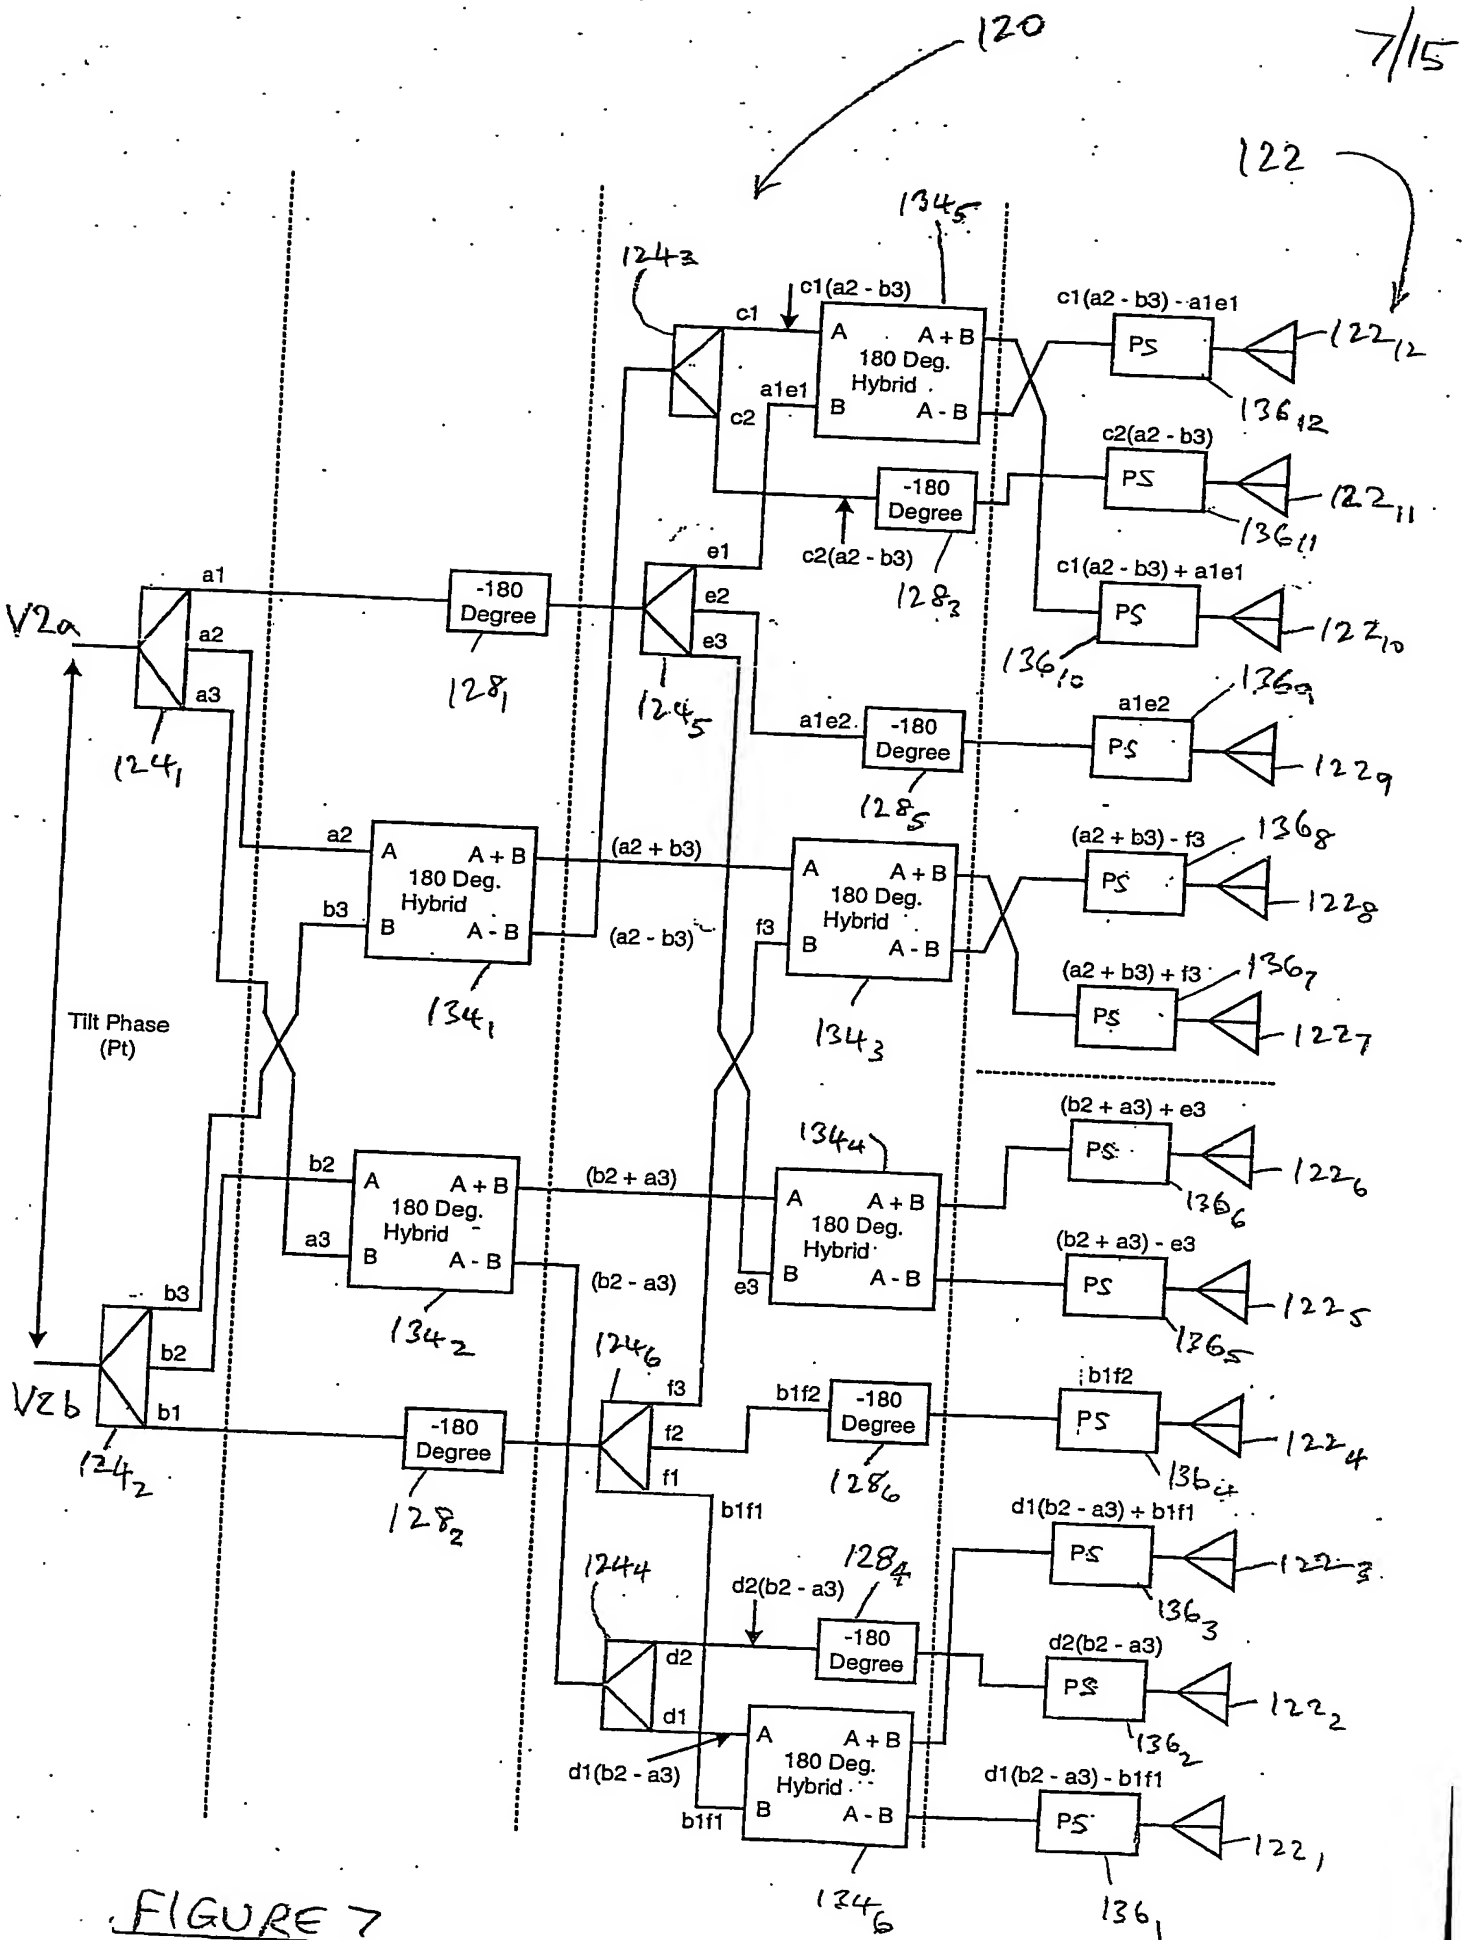 120
7/15
122
134₅
124₃
c1(a2 - b3)
c1(a2 - b3) - a1e1
c1
A
A + B
PS
122₁₂
180 Deg.
Hybrid
a1e1
B
A - B
c2
136₁₂
c2(a2 - b3)
-180
Degree
PS
122₁₁
136₁₁
c2(a2 - b3)
128₃
e1
c1(a2 - b3) + a1e1
V2a
a1
-180
Degree
e2
PS
122₁₀
a2
e3
136₁₀
a3
128₁
124₅
124₁
a1e2
-180
Degree
a1e2
136₉
PS
122₉
128₅
a2
A
A + B
(a2 + b3)
A
A + B
(a2 + b3) - f3
136₈
180 Deg.
Hybrid
180 Deg.
Hybrid
PS
122₈
b3
B
A - B
(a2 - b3)
f3
B
A - B
134₁
(a2 + b3) + f3
136₇
Tilt Phase
(Pt)
134₃
PS
122₇
(b2 + a3) + e3
134₄
b2
A
A + B
(b2 + a3)
A
A + B
PS
122₆
180 Deg.
Hybrid
180 Deg.
Hybrid
136₆
a3
B
A - B
(b2 - a3)
e3
B
A - B
(b2 + a3) - e3
b3
PS
122₅
134₂
136₅
b2
124₆
V2b
b1
f3
b1f2
-180
Degree
b1f2
PS
122₄
124₂
-180
Degree
f2
f1
128₆
136₄
128₂
b1f1
d1(b2 - a3) + b1f1
124₄
d2(b2 - a3)
128₄
PS
122₃
136₃
d2
-180
Degree
d2(b2 - a3)
PS
122₂
d1
A
A + B
136₂
d1(b2 - a3)
180 Deg.
Hybrid
d1(b2 - a3) - b1f1
b1f1
B
A - B
PS
122₁
134₆
136₁
FIGURE 7